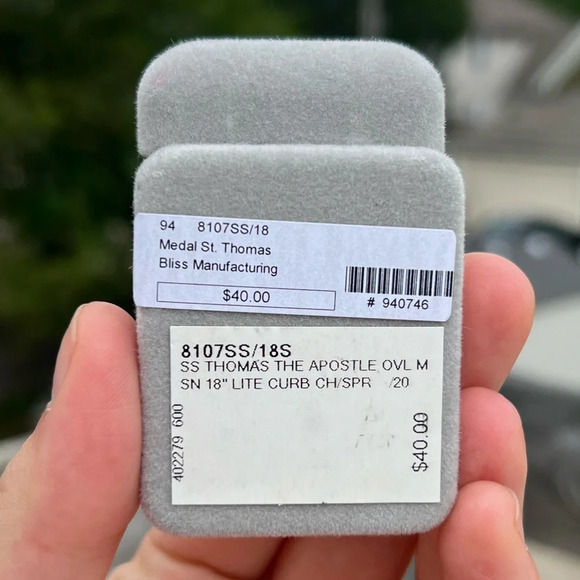 94 8107SS/18
Medal St. Thomas
Bliss Manufacturing
$40.00
# 940746
8107SS/18S
SS THOMAS THE APOSTLE OVL M
SN 18" LITE CURB CH/SPR /20
402279 600
$40.00